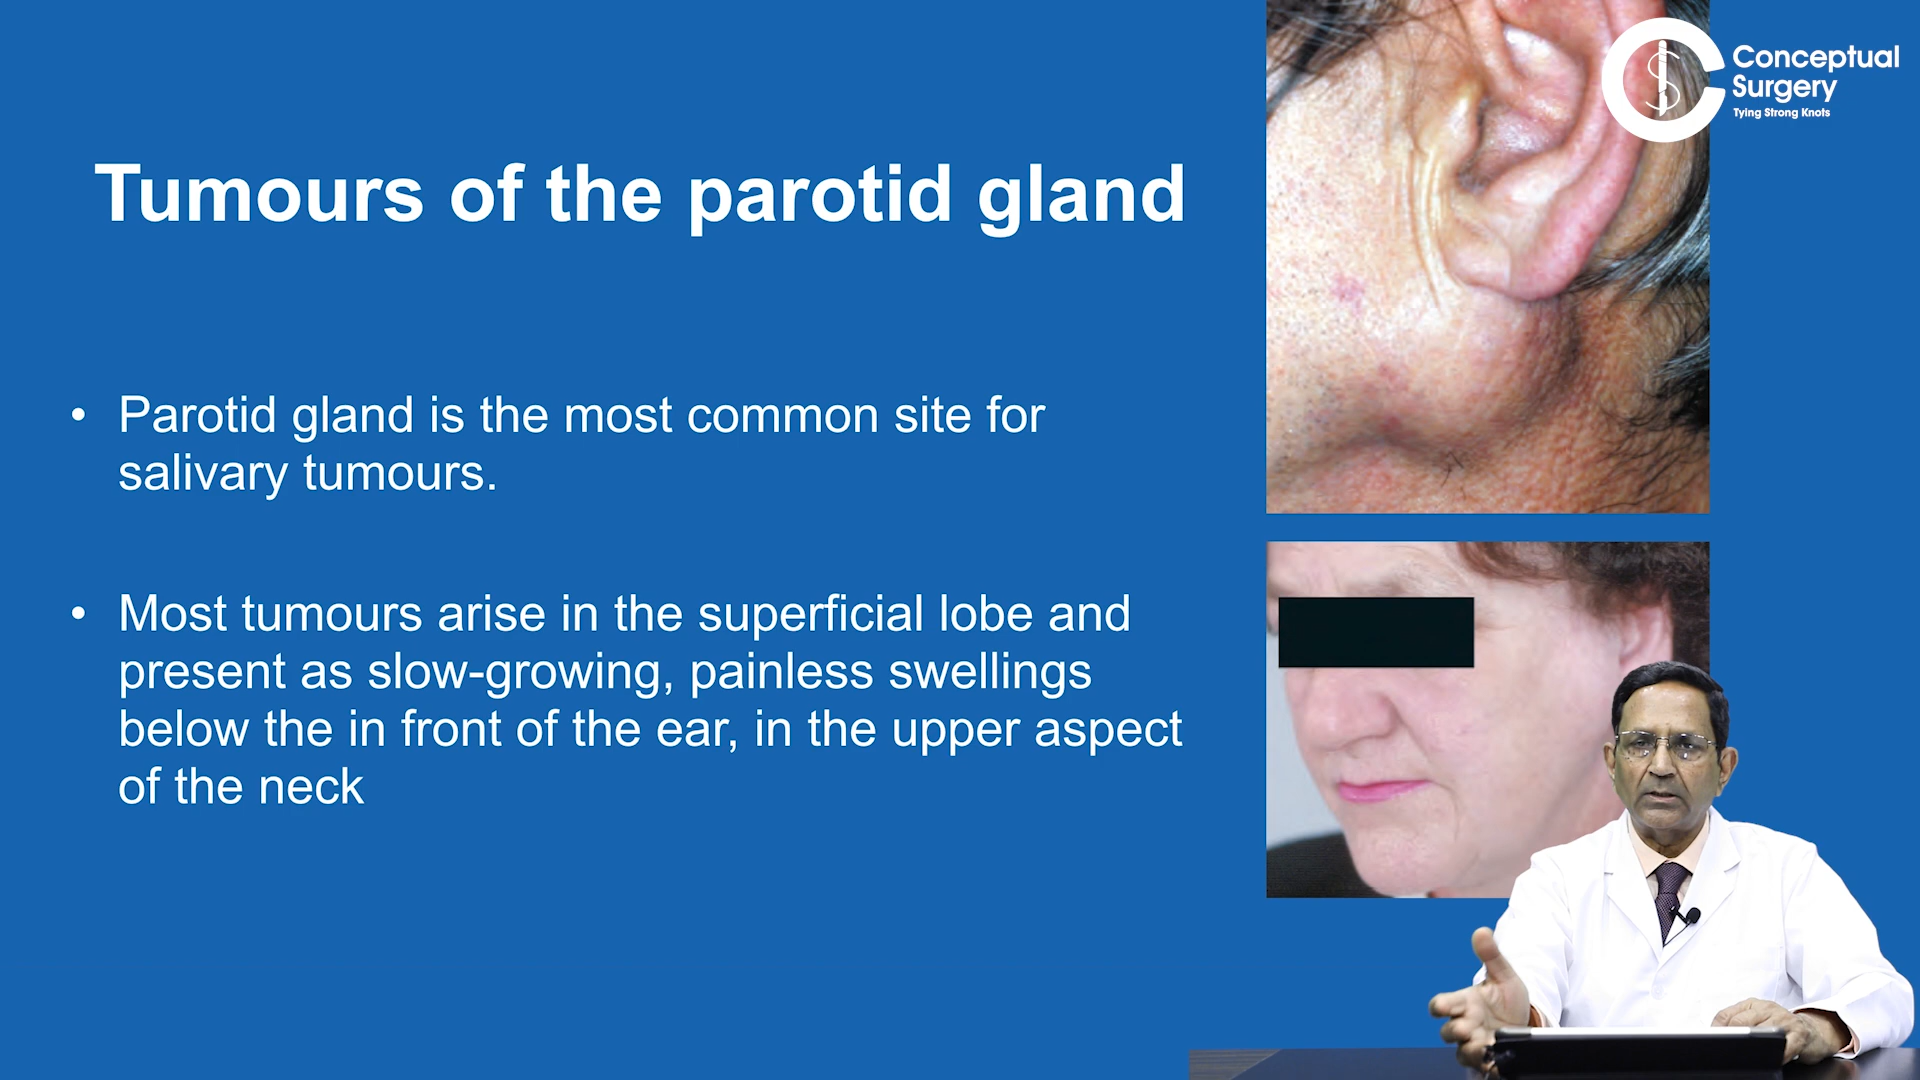 Conceptual
Surgery
Tying Strong Knots
Tumours of the parotid gland
• Parotid gland is the most common site for
salivary tumours.
• Most tumours arise in the superficial lobe and
present as slow-growing, painless swellings
below the in front of the ear, in the upper aspect
of the neck